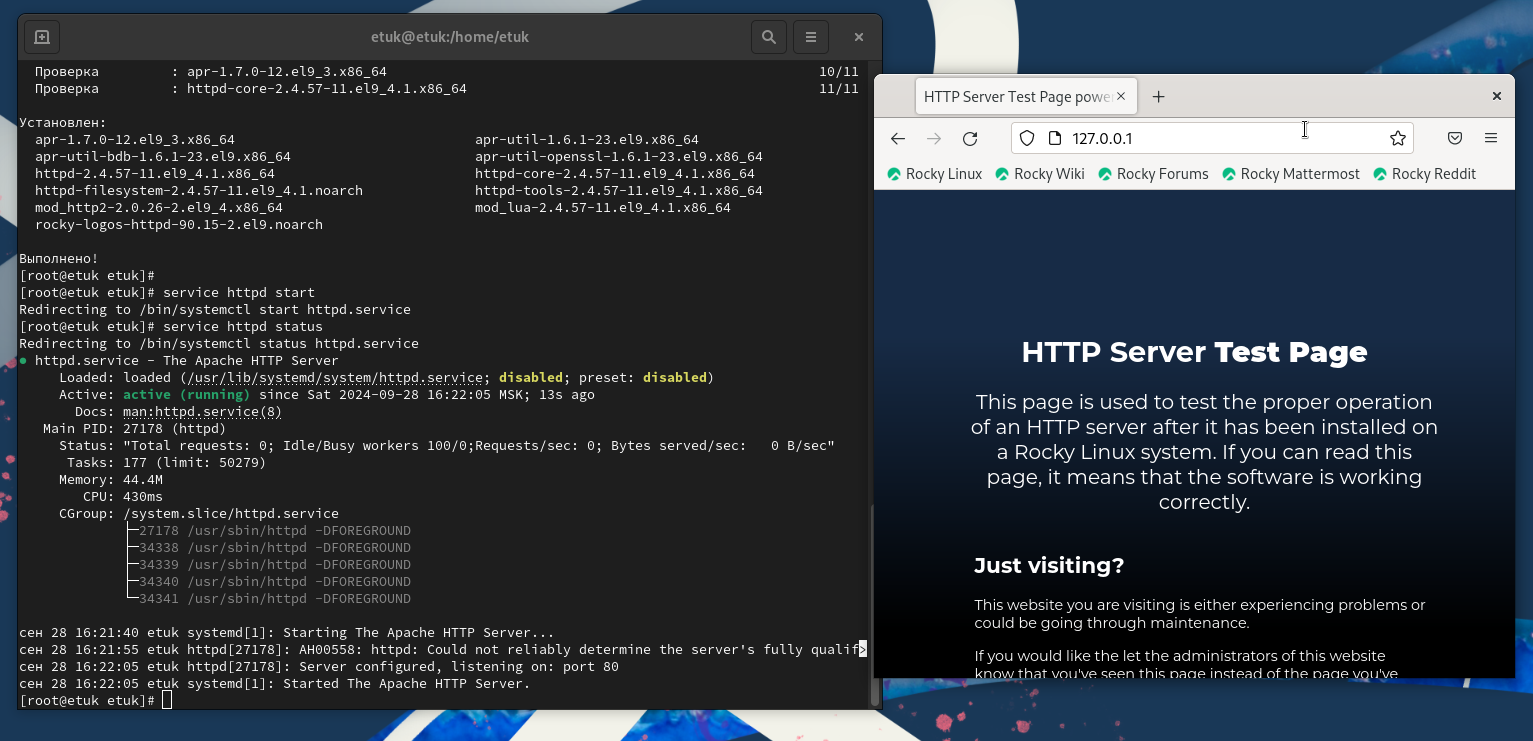 etuk@etuk:/home/etuk
Проверка : apr-1.7.0-12.el9_3.x86_64 10/11
Проверка : httpd-core-2.4.57-11.el9_4.1.x86_64 11/11
Установлен:
apr-1.7.0-12.el9_3.x86_64 apr-util-1.6.1-23.el9.x86_64
apr-util-bdb-1.6.1-23.el9.x86_64 apr-util-openssl-1.6.1-23.el9.x86_64
httpd-2.4.57-11.el9_4.1.x86_64 httpd-core-2.4.57-11.el9_4.1.x86_64
httpd-filesystem-2.4.57-11.el9_4.1.noarch httpd-tools-2.4.57-11.el9_4.1.x86_64
mod_http2-2.0.26-2.el9_4.x86_64 mod_lua-2.4.57-11.el9_4.1.x86_64
rocky-logos-httpd-90.15-2.el9.noarch
Выполнено!
[root@etuk etuk]#
[root@etuk etuk]# service httpd start
Redirecting to /bin/systemctl start httpd.service
[root@etuk etuk]# service httpd status
Redirecting to /bin/systemctl status httpd.service
● httpd.service - The Apache HTTP Server
Loaded: loaded (/usr/lib/systemd/system/httpd.service; disabled; preset: disabled)
Active: active (running) since Sat 2024-09-28 16:22:05 MSK; 13s ago
Docs: man:httpd.service(8)
Main PID: 27178 (httpd)
Status: "Total requests: 0; Idle/Busy workers 100/0;Requests/sec: 0; Bytes served/sec:   0 B/sec"
Tasks: 177 (limit: 50279)
Memory: 44.4M
CPU: 430ms
CGroup: /system.slice/httpd.service
├─27178 /usr/sbin/httpd -DFOREGROUND
├─34338 /usr/sbin/httpd -DFOREGROUND
├─34339 /usr/sbin/httpd -DFOREGROUND
├─34340 /usr/sbin/httpd -DFOREGROUND
└─34341 /usr/sbin/httpd -DFOREGROUND
сен 28 16:21:40 etuk systemd[1]: Starting The Apache HTTP Server...
сен 28 16:21:55 etuk httpd[27178]: AH00558: httpd: Could not reliably determine the server's fully qualif>
сен 28 16:22:05 etuk httpd[27178]: Server configured, listening on: port 80
сен 28 16:22:05 etuk systemd[1]: Started The Apache HTTP Server.
[root@etuk etuk]#
HTTP Server Test Page powe
127.0.0.1
Rocky Linux Rocky Wiki Rocky Forums Rocky Mattermost Rocky Reddit
HTTP Server Test Page
This page is used to test the proper operation
of an HTTP server after it has been installed on
a Rocky Linux system. If you can read this
page, it means that the software is working
correctly.
Just visiting?
This website you are visiting is either experiencing problems or
could be going through maintenance.
If you would like the let the administrators of this website
know that you've seen this page instead of the page you've